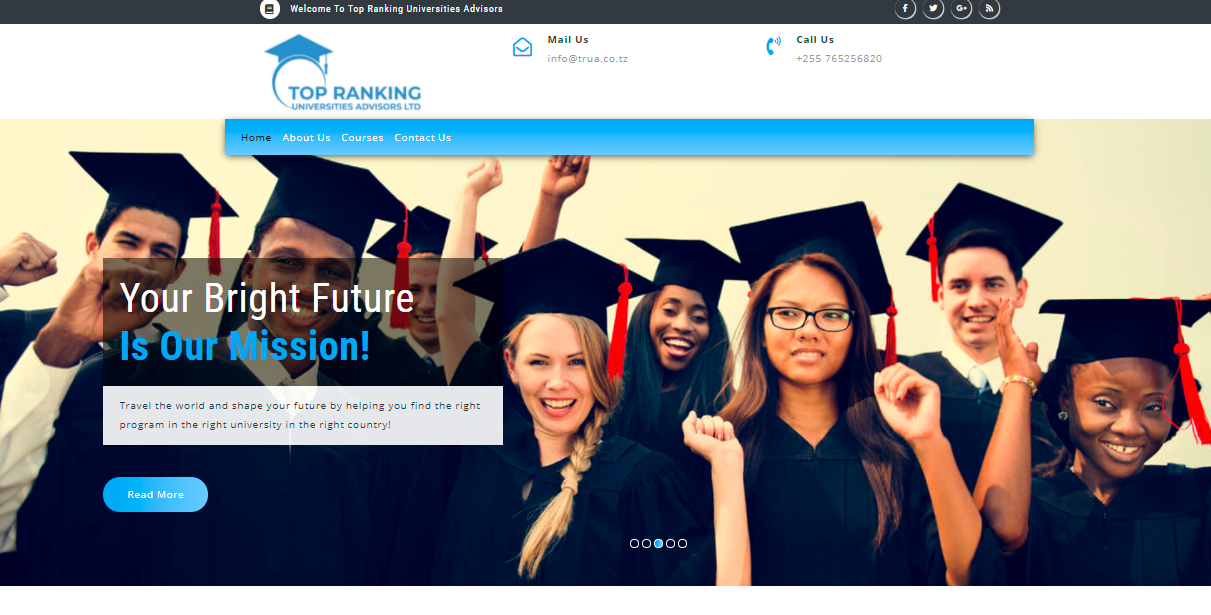 Welcome To Top Ranking Universities Advisors
TOP RANKING
UNIVERSITIES ADVISORS LTD
Mail Us
info@trua.co.tz
Call Us
+255 765256820
Home About Us Courses Contact Us
Your Bright Future
Is Our Mission!
Travel the world and shape your future by helping you find the right
program in the right university in the right country!
Read More